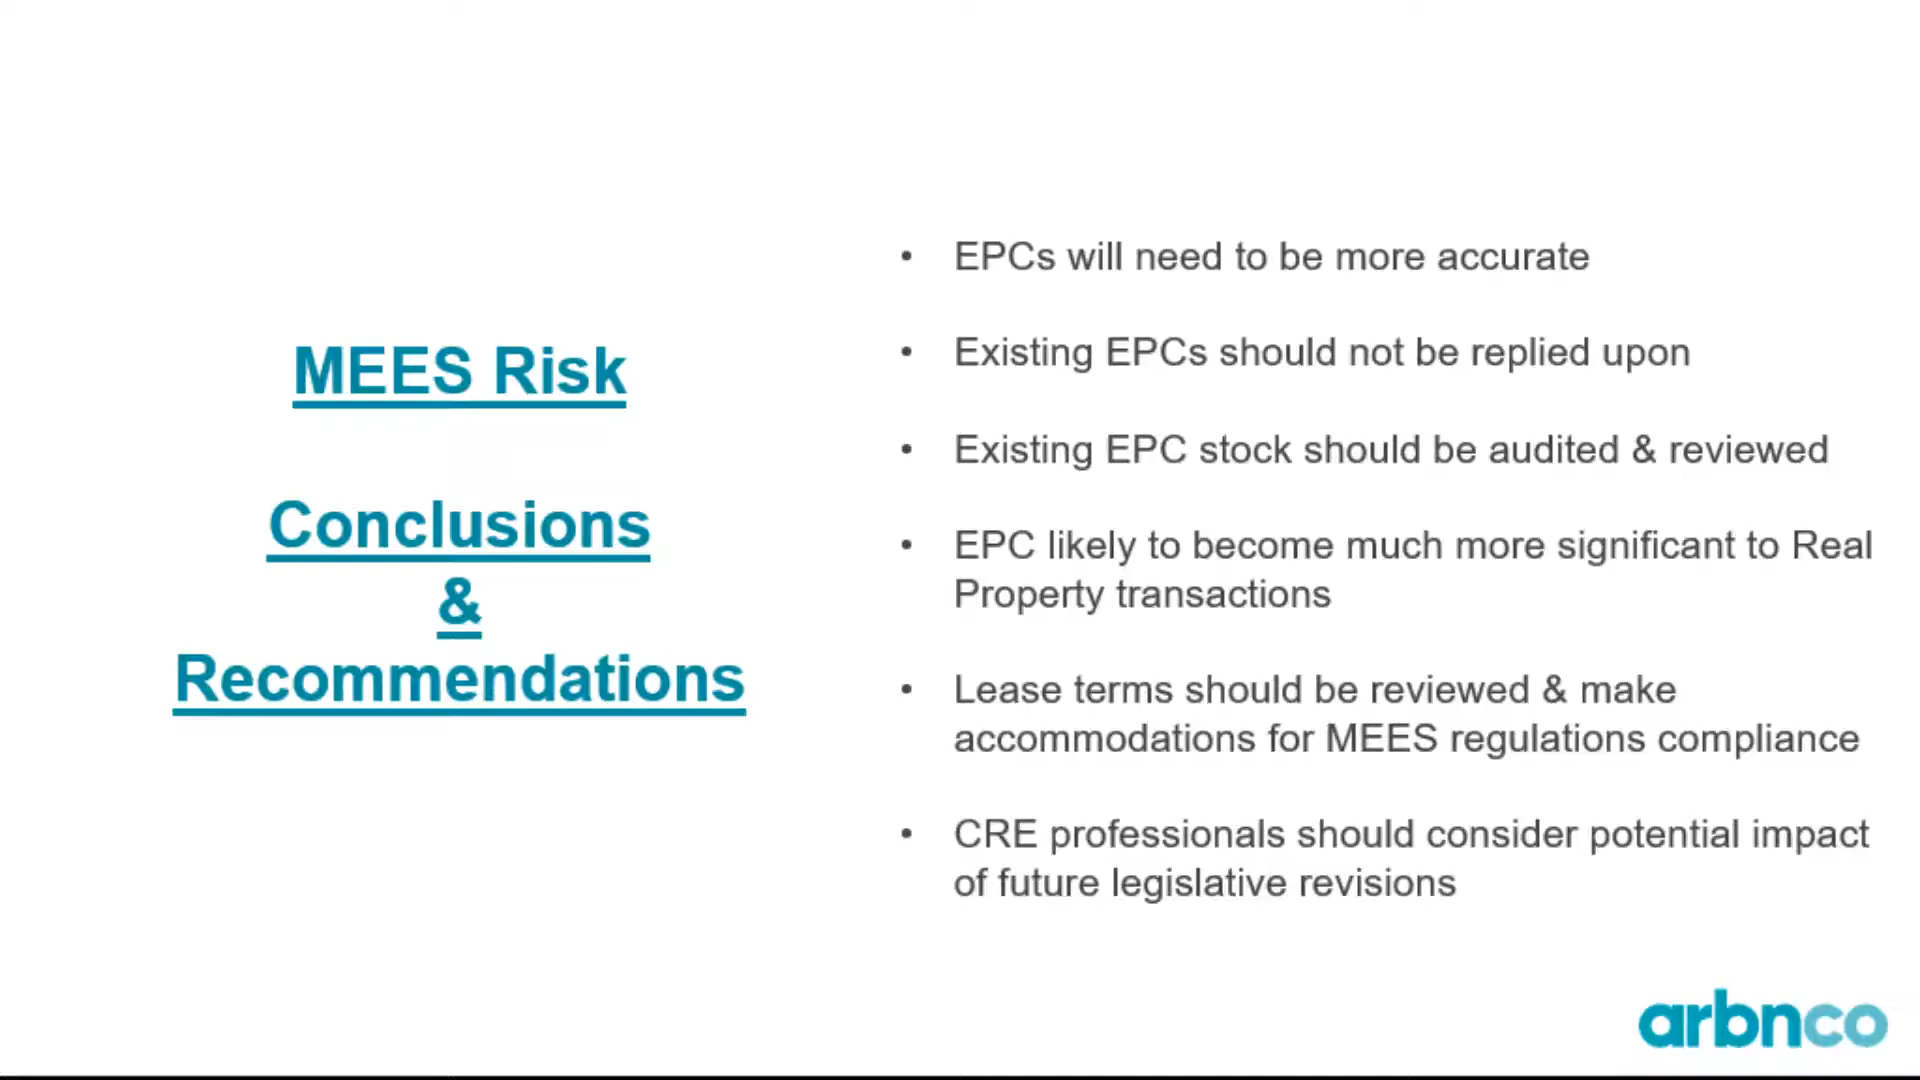 MEES Risk
Conclusions
&
Recommendations
• EPCs will need to be more accurate
• Existing EPCs should not be replied upon
• Existing EPC stock should be audited & reviewed
• EPC likely to become much more significant to Real
Property transactions
• Lease terms should be reviewed & make
accommodations for MEES regulations compliance
• CRE professionals should consider potential impact
of future legislative revisions
arbnco